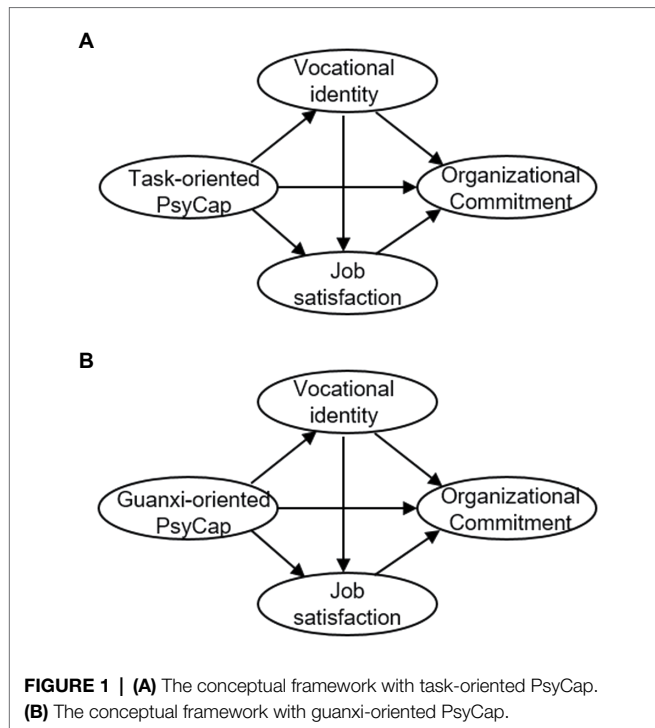 A
Vocational
identity
Task-oriented
PsyCap
Organizational
Commitment
Job
satisfaction
B
Vocational
identity
Guanxi-oriented
PsyCap
Organizational
Commitment
Job
satisfaction
FIGURE 1 | (A) The conceptual framework with task-oriented PsyCap.
(B) The conceptual framework with guanxi-oriented PsyCap.